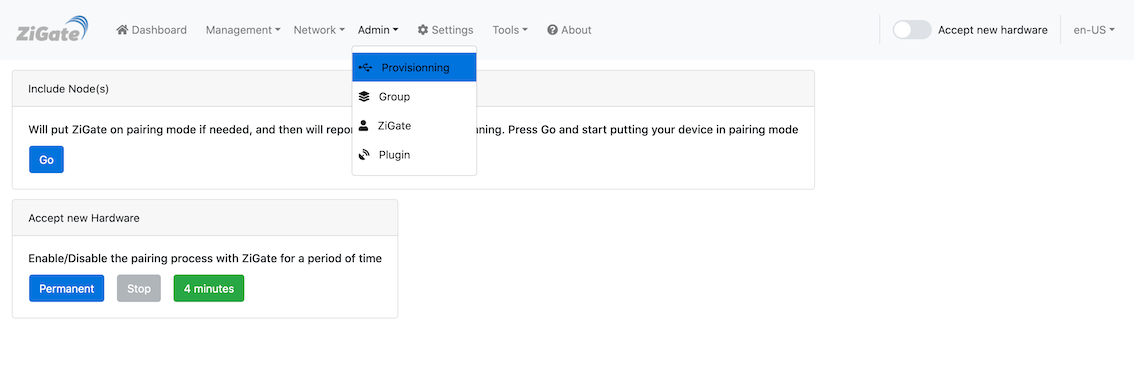 ZiGate Dashboard Management Network Admin Settings Tools About Accept new hardware en-US
Provisionning
Group
ZiGate
Plugin
Include Node(s)
Will put ZiGate on pairing mode if needed, and then will repor ning. Press Go and start putting your device in pairing mode
Go
Accept new Hardware
Enable/Disable the pairing process with ZiGate for a period of time
Permanent Stop 4 minutes